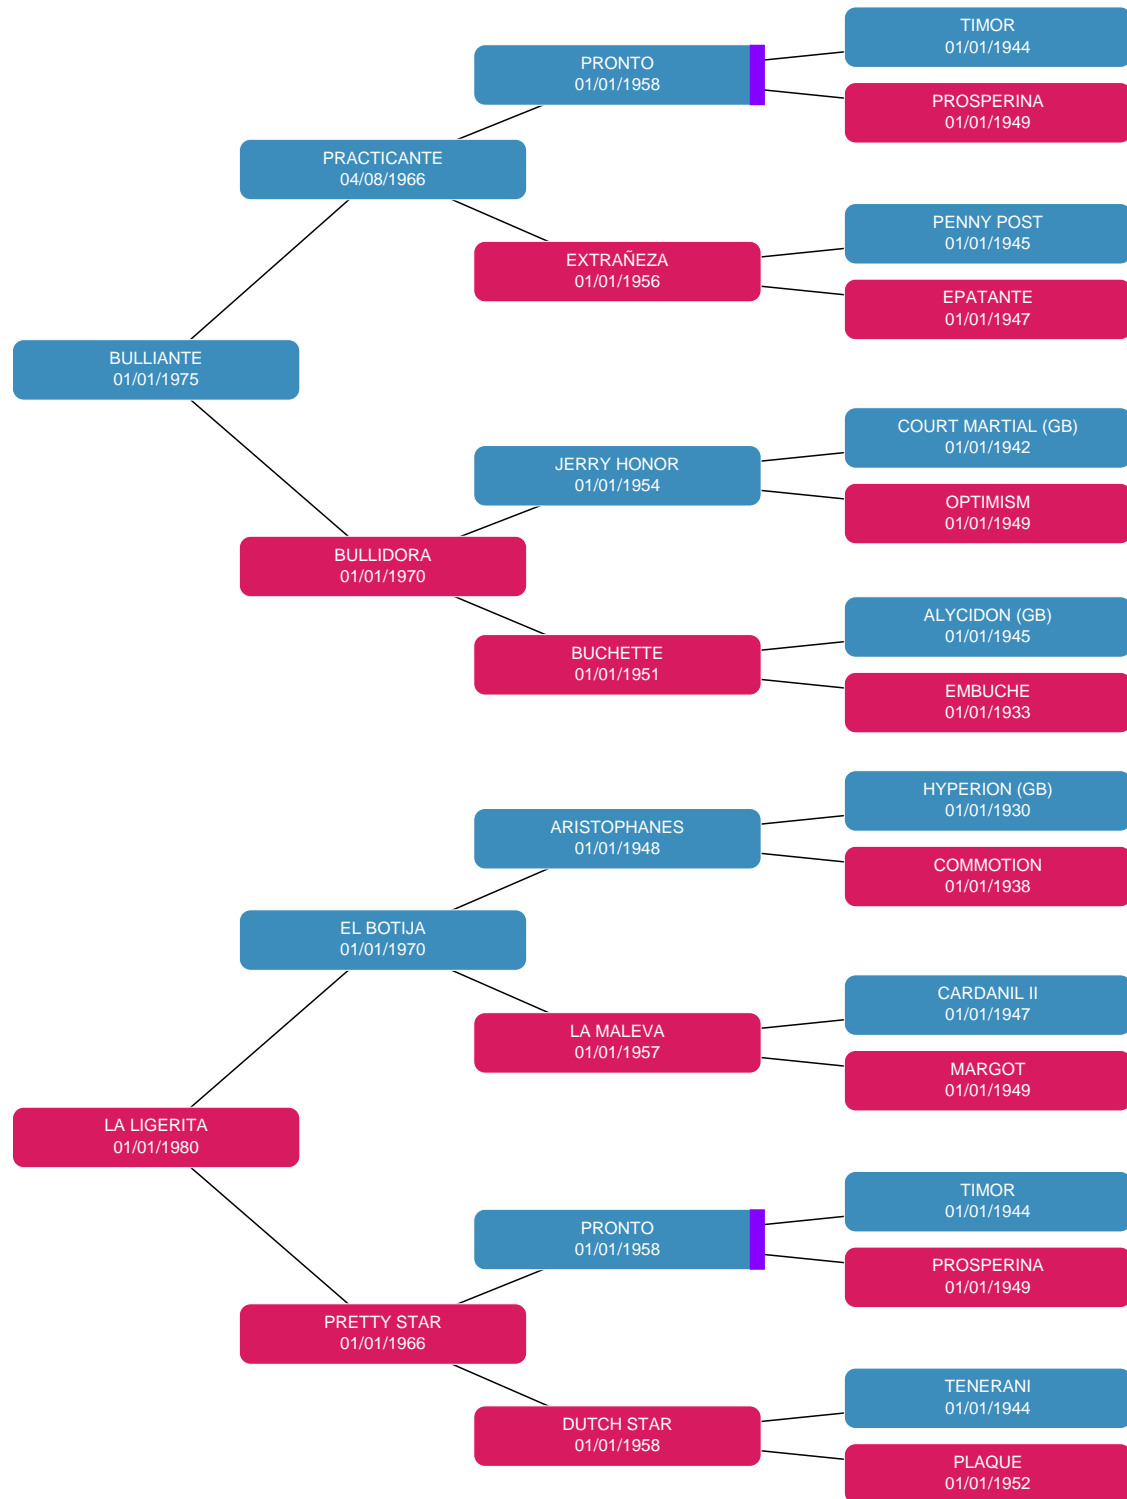 TIMOR
01/01/1944
PRONTO
01/01/1958
PROSPERINA
01/01/1949
PRACTICANTE
04/08/1966
PENNY POST
01/01/1945
EXTRAÑEZA
01/01/1956
EPATANTE
01/01/1947
BULLIANTE
01/01/1975
COURT MARTIAL (GB)
01/01/1942
JERRY HONOR
01/01/1954
OPTIMISM
01/01/1949
BULLIDORA
01/01/1970
ALYCIDON (GB)
01/01/1945
BUCHETTE
01/01/1951
EMBUCHE
01/01/1933
HYPERION (GB)
01/01/1930
ARISTOPHANES
01/01/1948
COMMOTION
01/01/1938
EL BOTIJA
01/01/1970
CARDANIL II
01/01/1947
LA MALEVA
01/01/1957
MARGOT
01/01/1949
LA LIGERITA
01/01/1980
TIMOR
01/01/1944
PRONTO
01/01/1958
PROSPERINA
01/01/1949
PRETTY STAR
01/01/1966
TENERANI
01/01/1944
DUTCH STAR
01/01/1958
PLAQUE
01/01/1952